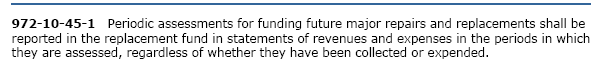 972-10-45-1 Periodic assessments for funding future major repairs and replacements shall be
reported in the replacement fund in statements of revenues and expenses in the periods in which
they are assessed, regardless of whether they have been collected or expended.